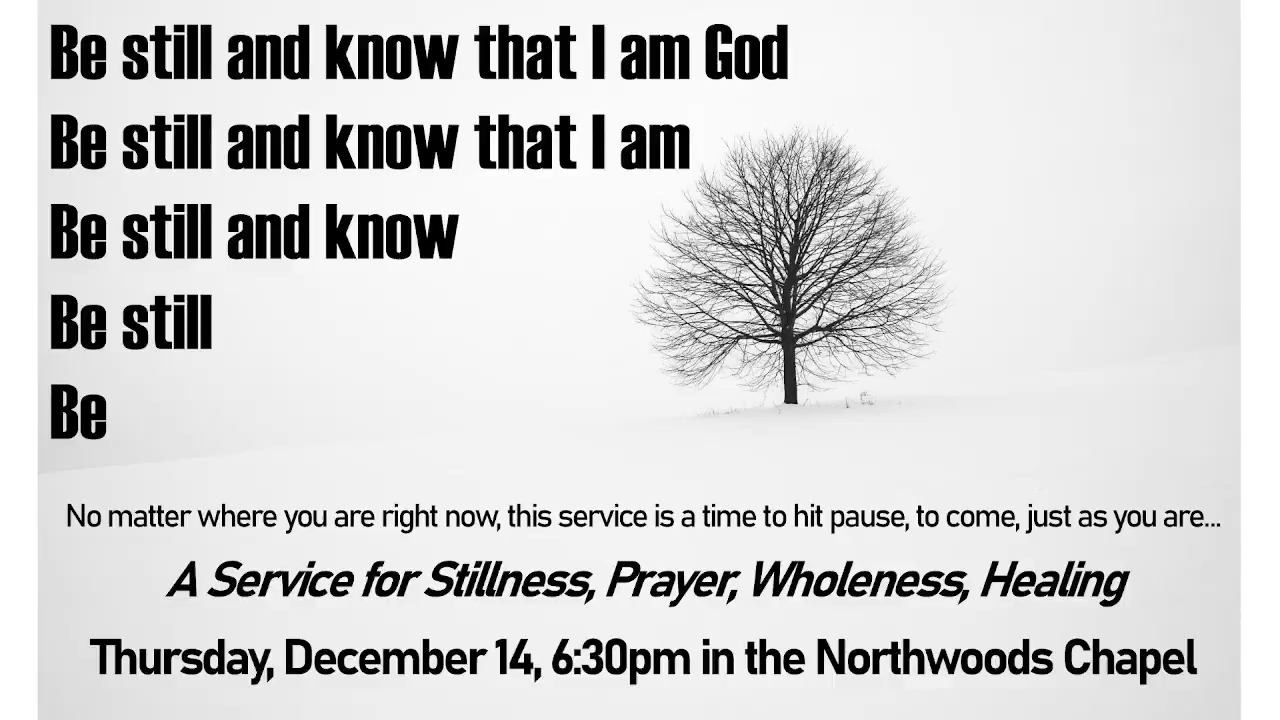 Be still and know that I am God
Be still and know that I am
Be still and know
Be still
Be
No matter where you are right now, this service is a time to hit pause, to come, just as you are...
A Service for Stillness, Prayer, Wholeness, Healing
Thursday, December 14, 6:30pm in the Northwoods Chapel